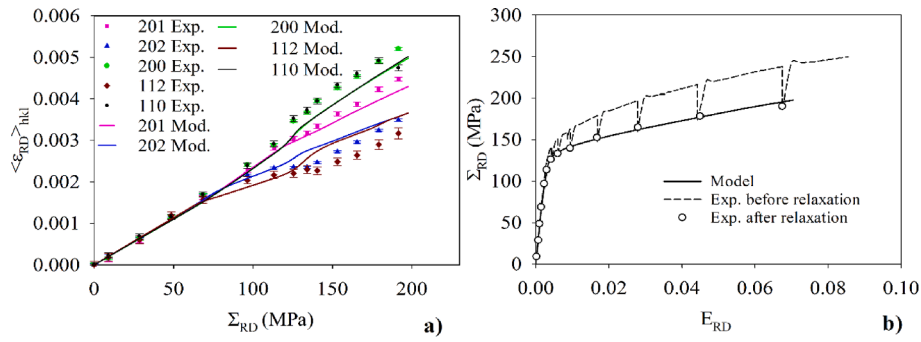 0.006
0.005
0.004
0.003
0.002
0.001
0.000
<ε_RD>_hkl
201 Exp.
202 Exp.
200 Exp.
112 Exp.
110 Exp.
201 Mod.
202 Mod.
200 Mod.
112 Mod.
110 Mod.
0 50 100 150 200
Σ_RD (MPa)
a)
300
250
200
150
100
50
0
Σ_RD (MPa)
Model
Exp. before relaxation
Exp. after relaxation
0.00 0.02 0.04 0.06 0.08 0.10
E_RD
b)